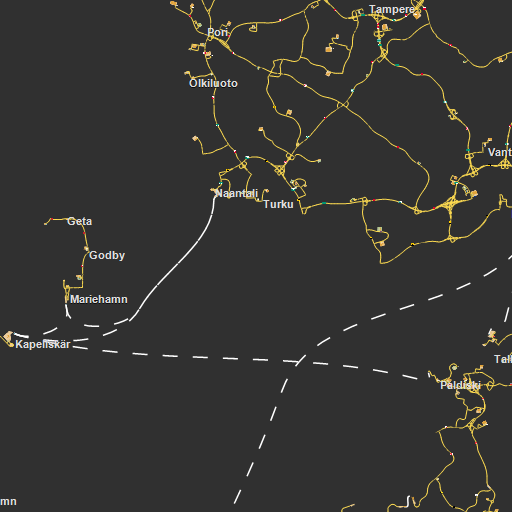 Tampere
Pori
Olkiluoto
Vant
Naantali
Turku
Geta
Godby
Mariehamn
Kapellskär
Tall
Paldiski
mn